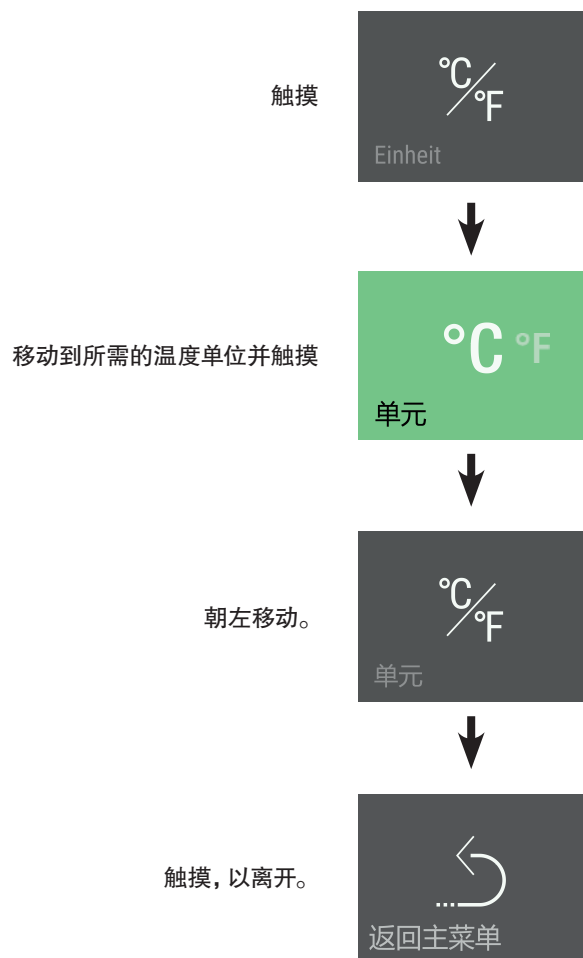 触摸
℃/℉
Einheit
移动到所需的温度单位并触摸
°C °F
单元
朝左移动。
℃/℉
单元
触摸，以离开。
返回主菜单